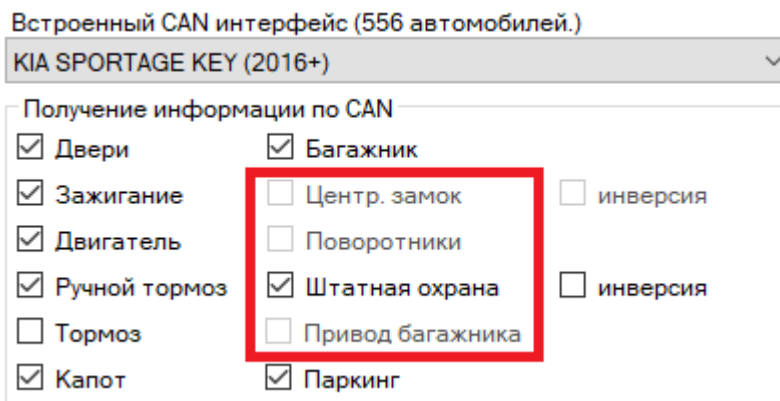 Встроенный CAN интерфейс (556 автомобилей.)
KIA SPORTAGE KEY (2016+)
Получение информации по CAN
Двери Багажник
Зажигание Центр. замок инверсия
Двигатель Поворотники
Ручной тормоз Штатная охрана инверсия
Тормоз Привод багажника
Капот Паркинг